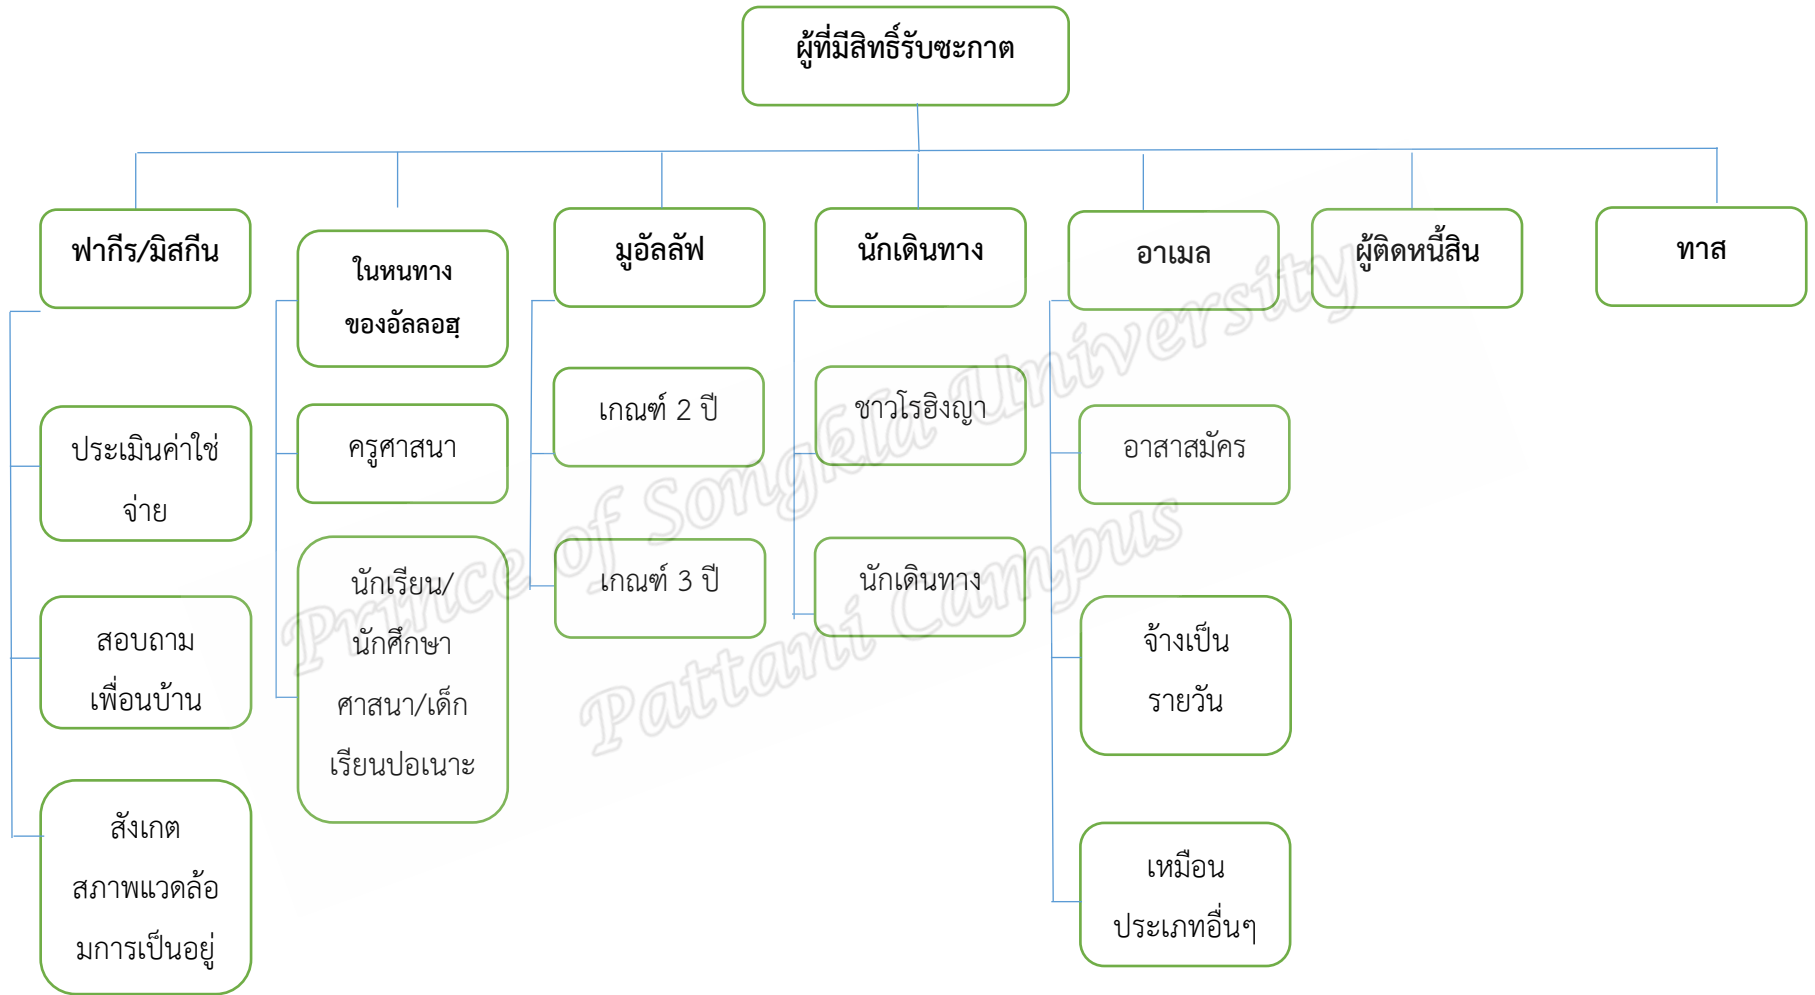 ผู้ที่มีสิทธิ์รับซะกาต
ฟากีร/มิสกีน
ในหนทาง
ของอัลลอฮฺ
มูอัลลัฟ
นักเดินทาง
อาเมล
ผู้ติดหนี้สิน
ทาส
ประเมินค่าใช่
จ่าย
สอบถาม
เพื่อนบ้าน
สังเกต
สภาพแวดล้อ
มการเป็นอยู่
ครูศาสนา
นักเรียน/
นักศึกษา
ศาสนา/เด็ก
เรียนปอเนาะ
เกณฑ์ 2 ปี
เกณฑ์ 3 ปี
ชาวโรฮิงญา
นักเดินทาง
อาสาสมัคร
จ้างเป็น
รายวัน
เหมือน
ประเภทอื่นๆ
Prince of Songkla University
Pattani Campus